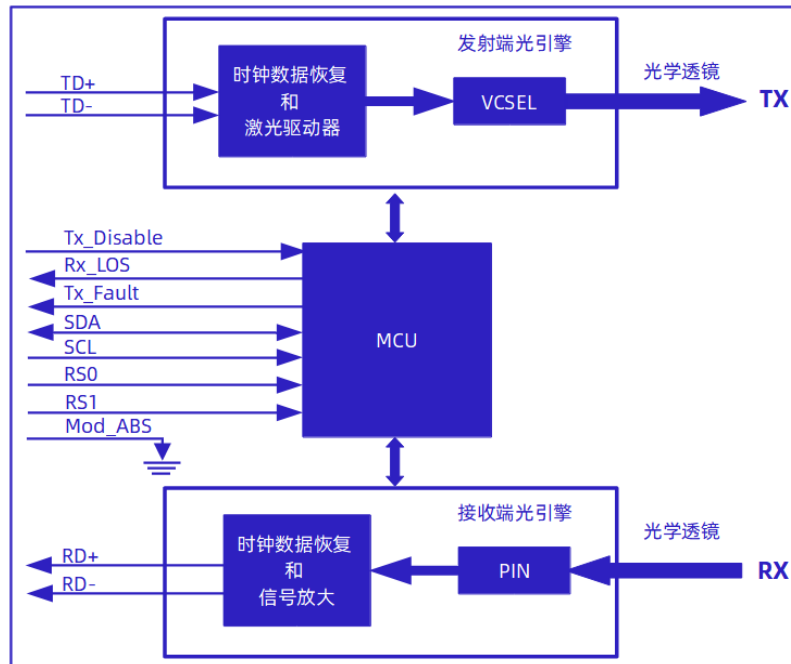 发射端光引擎
TD+
TD-
时钟数据恢复
和
激光驱动器
VCSEL
光学透镜
TX
Tx_Disable
Rx_LOS
Tx_Fault
SDA
SCL
RS0
RS1
Mod_ABS
MCU
接收端光引擎
RD+
RD-
时钟数据恢复
和
信号放大
PIN
光学透镜
RX